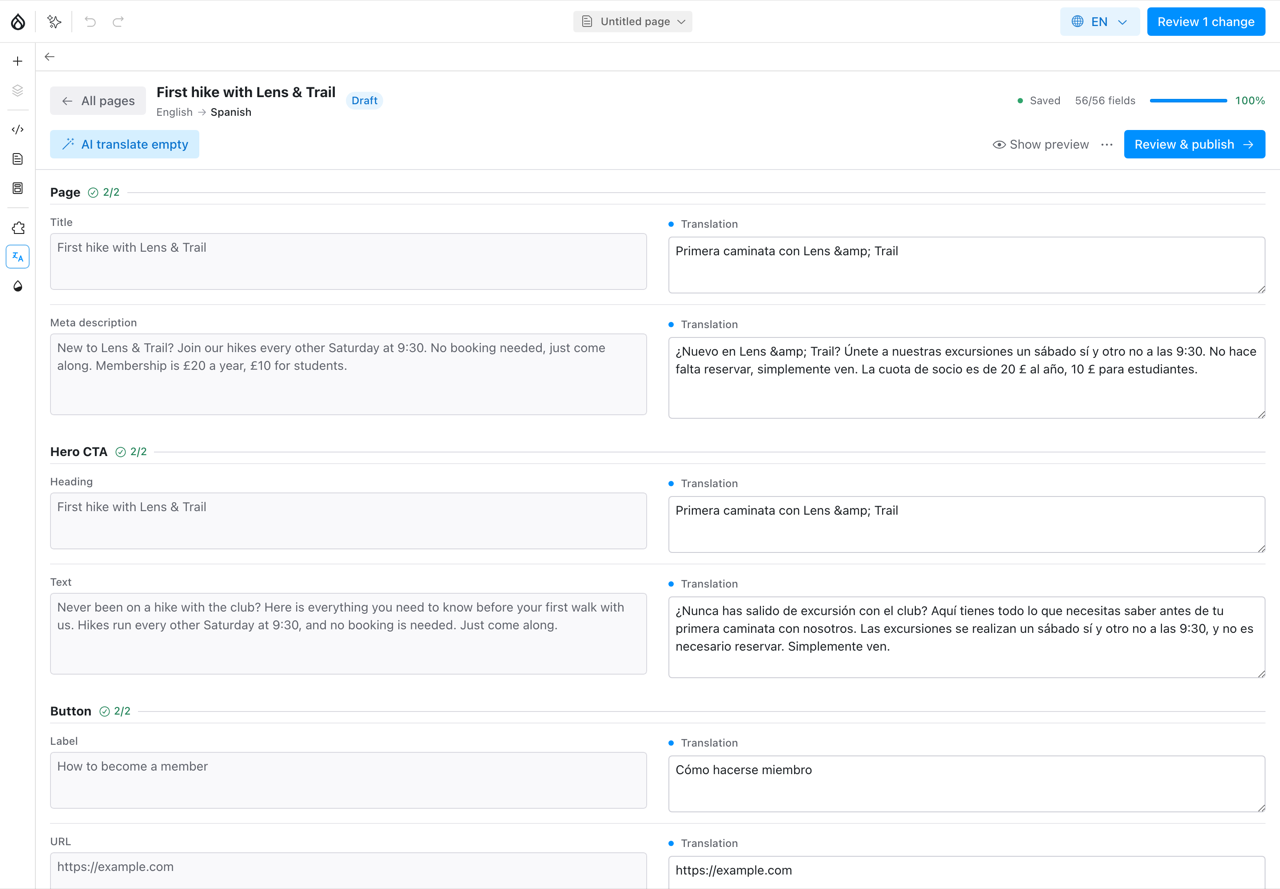 Untitled page
EN
Review 1 change
All pages
First hike with Lens & Trail
Draft
English → Spanish
Saved
56/56 fields
100%
AI translate empty
Show preview
Review & publish →
Page 2/2
Title
First hike with Lens & Trail
Translation
Primera caminata con Lens &amp; Trail
Meta description
New to Lens & Trail? Join our hikes every other Saturday at 9:30. No booking needed, just come
along. Membership is £20 a year, £10 for students.
Translation
¿Nuevo en Lens &amp; Trail? Únete a nuestras excursiones un sábado sí y otro no a las 9:30. No hace
falta reservar, simplemente ven. La cuota de socio es de 20 £ al año, 10 £ para estudiantes.
Hero CTA 2/2
Heading
First hike with Lens & Trail
Translation
Primera caminata con Lens &amp; Trail
Text
Never been on a hike with the club? Here is everything you need to know before your first walk with
us. Hikes run every other Saturday at 9:30, and no booking is needed. Just come along.
Translation
¿Nunca has salido de excursión con el club? Aquí tienes todo lo que necesitas saber antes de tu
primera caminata con nosotros. Las excursiones se realizan un sábado sí y otro no a las 9:30, y no es
necesario reservar. Simplemente ven.
Button 2/2
Label
How to become a member
Translation
Cómo hacerse miembro
URL
https://example.com
Translation
https://example.com